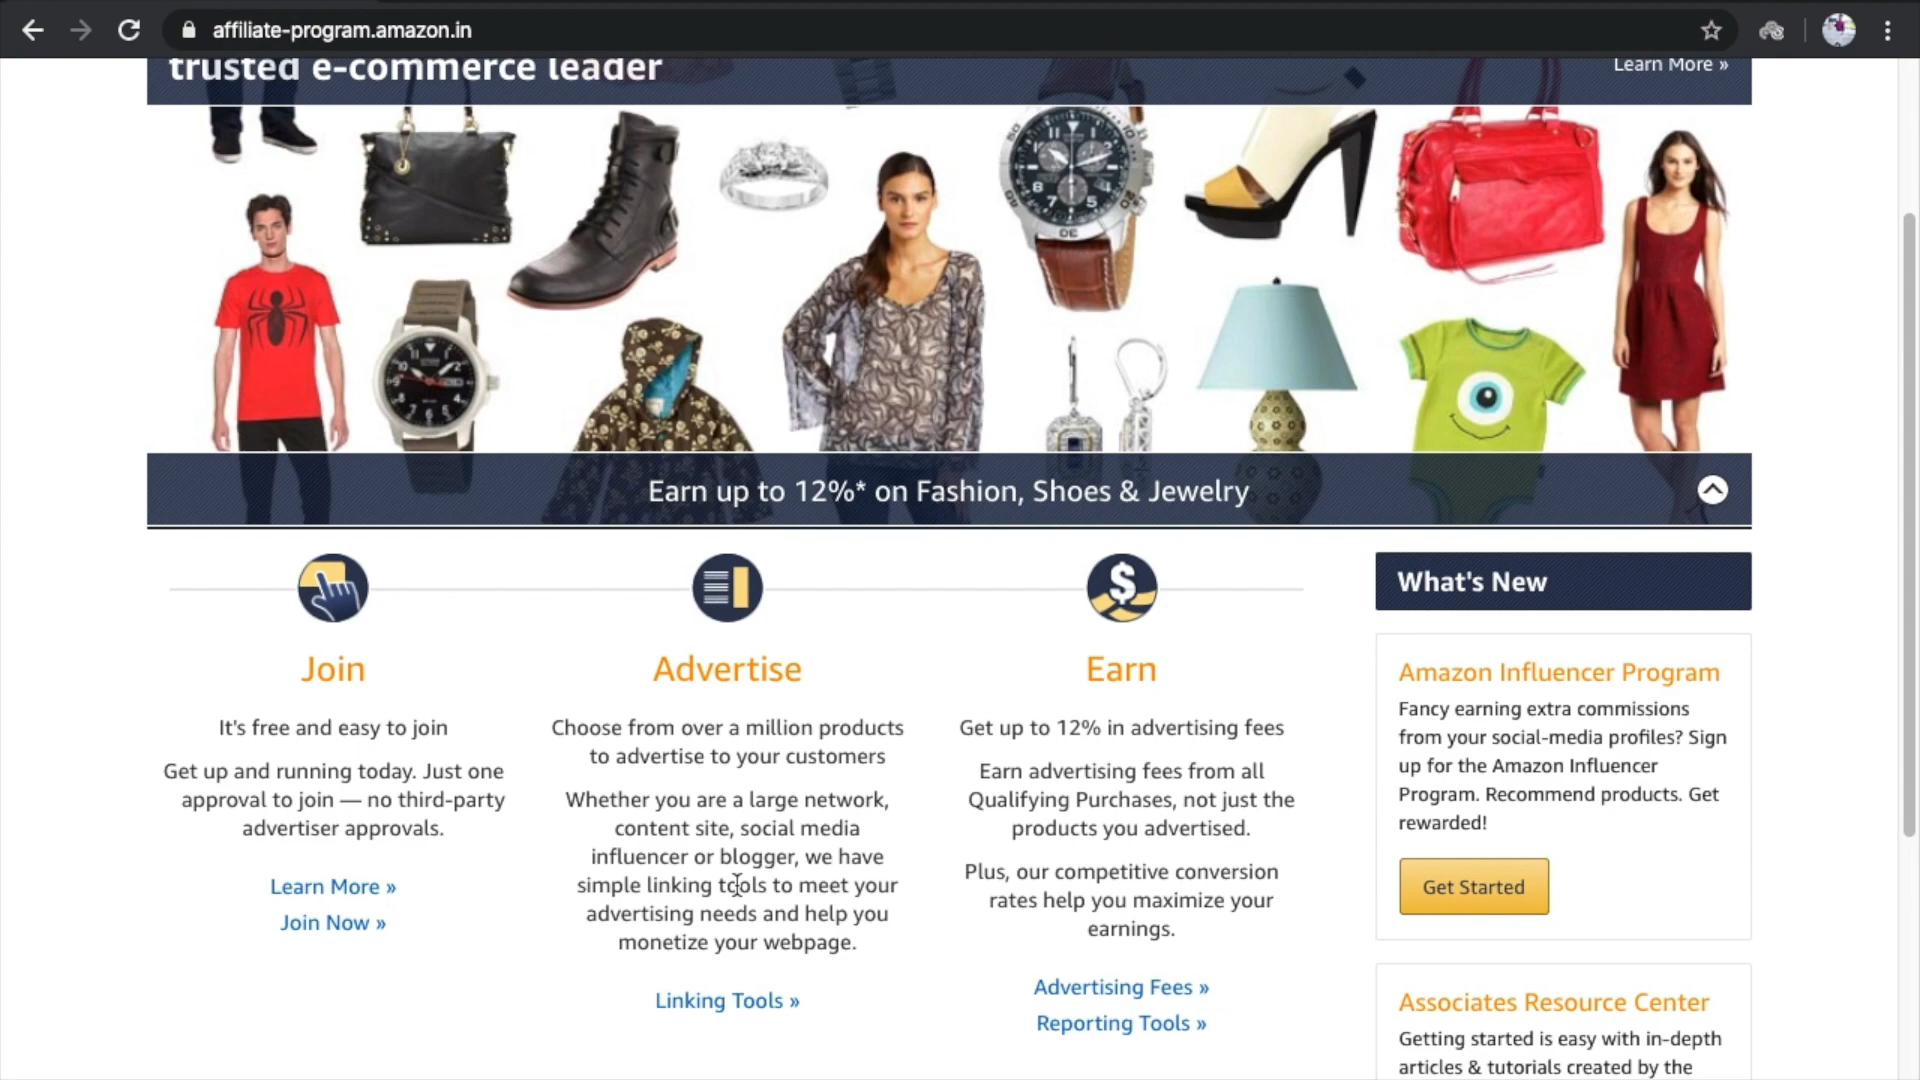 affiliate-program.amazon.in
trusted e-commerce leader
Learn More »
Earn up to 12%* on Fashion, Shoes & Jewelry
Join
It's free and easy to join
Get up and running today. Just one
approval to join — no third-party
advertiser approvals.
Learn More »
Join Now »
Advertise
Choose from over a million products
to advertise to your customers
Whether you are a large network,
content site, social media
influencer or blogger, we have
simple linking tools to meet your
advertising needs and help you
monetize your webpage.
Linking Tools »
Earn
Get up to 12% in advertising fees
Earn advertising fees from all
Qualifying Purchases, not just the
products you advertised.
Plus, our competitive conversion
rates help you maximize your
earnings.
Advertising Fees »
Reporting Tools »
What's New
Amazon Influencer Program
Fancy earning extra commissions
from your social-media profiles? Sign
up for the Amazon Influencer
Program. Recommend products. Get
rewarded!
Get Started
Associates Resource Center
Getting started is easy with in-depth
articles & tutorials created by the